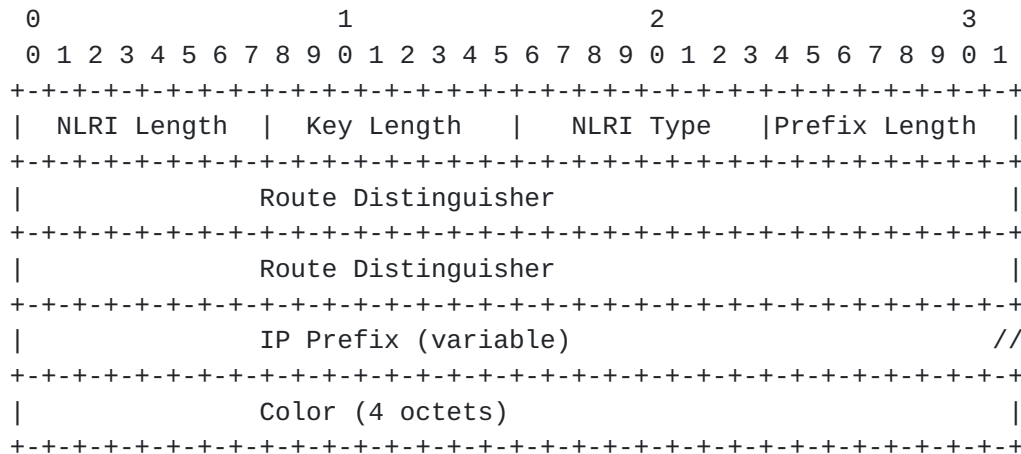 0                   1                   2                   3
 0 1 2 3 4 5 6 7 8 9 0 1 2 3 4 5 6 7 8 9 0 1 2 3 4 5 6 7 8 9 0 1
+-+-+-+-+-+-+-+-+-+-+-+-+-+-+-+-+-+-+-+-+-+-+-+-+-+-+-+-+-+-+-+-+
|  NLRI Length  |  Key Length   |   NLRI Type   |Prefix Length  |
+-+-+-+-+-+-+-+-+-+-+-+-+-+-+-+-+-+-+-+-+-+-+-+-+-+-+-+-+-+-+-+-+
|               Route Distinguisher                             |
+-+-+-+-+-+-+-+-+-+-+-+-+-+-+-+-+-+-+-+-+-+-+-+-+-+-+-+-+-+-+-+-+
|               Route Distinguisher                             |
+-+-+-+-+-+-+-+-+-+-+-+-+-+-+-+-+-+-+-+-+-+-+-+-+-+-+-+-+-+-+-+-+
|               IP Prefix (variable)                           //
+-+-+-+-+-+-+-+-+-+-+-+-+-+-+-+-+-+-+-+-+-+-+-+-+-+-+-+-+-+-+-+-+
|               Color (4 octets)                                |
+-+-+-+-+-+-+-+-+-+-+-+-+-+-+-+-+-+-+-+-+-+-+-+-+-+-+-+-+-+-+-+-+